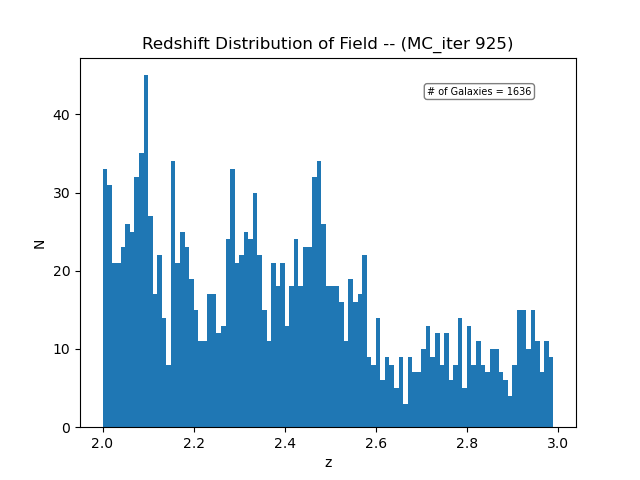 Redshift Distribution of Field -- (MC_iter 925)
# of Galaxies = 1636
N
40
30
20
10
0
2.0 2.2 2.4 2.6 2.8 3.0
z